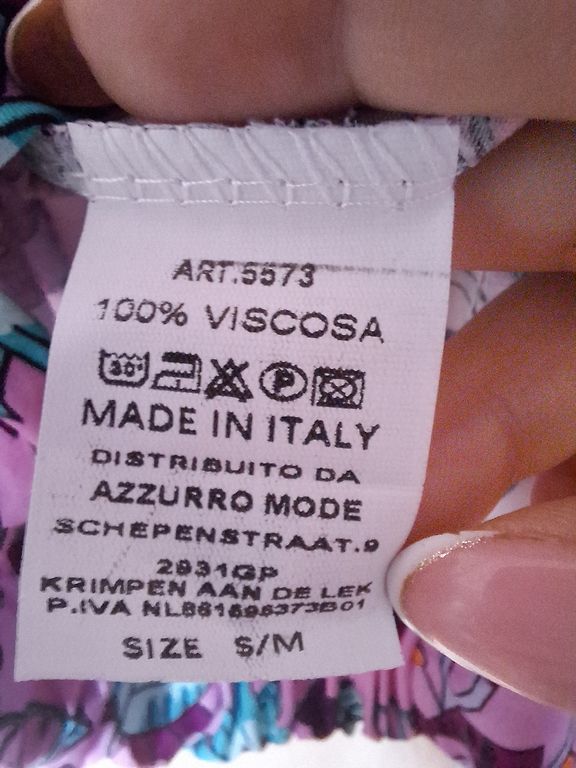 ART.5573
100% VISCOSA
30° P
MADE IN ITALY
DISTRIBUITO DA
AZZURRO MODE
SCHEPENSTRAAT.9
2931GP
KRIMPEN AAN DE LEK
P.IVA
SIZE S/M